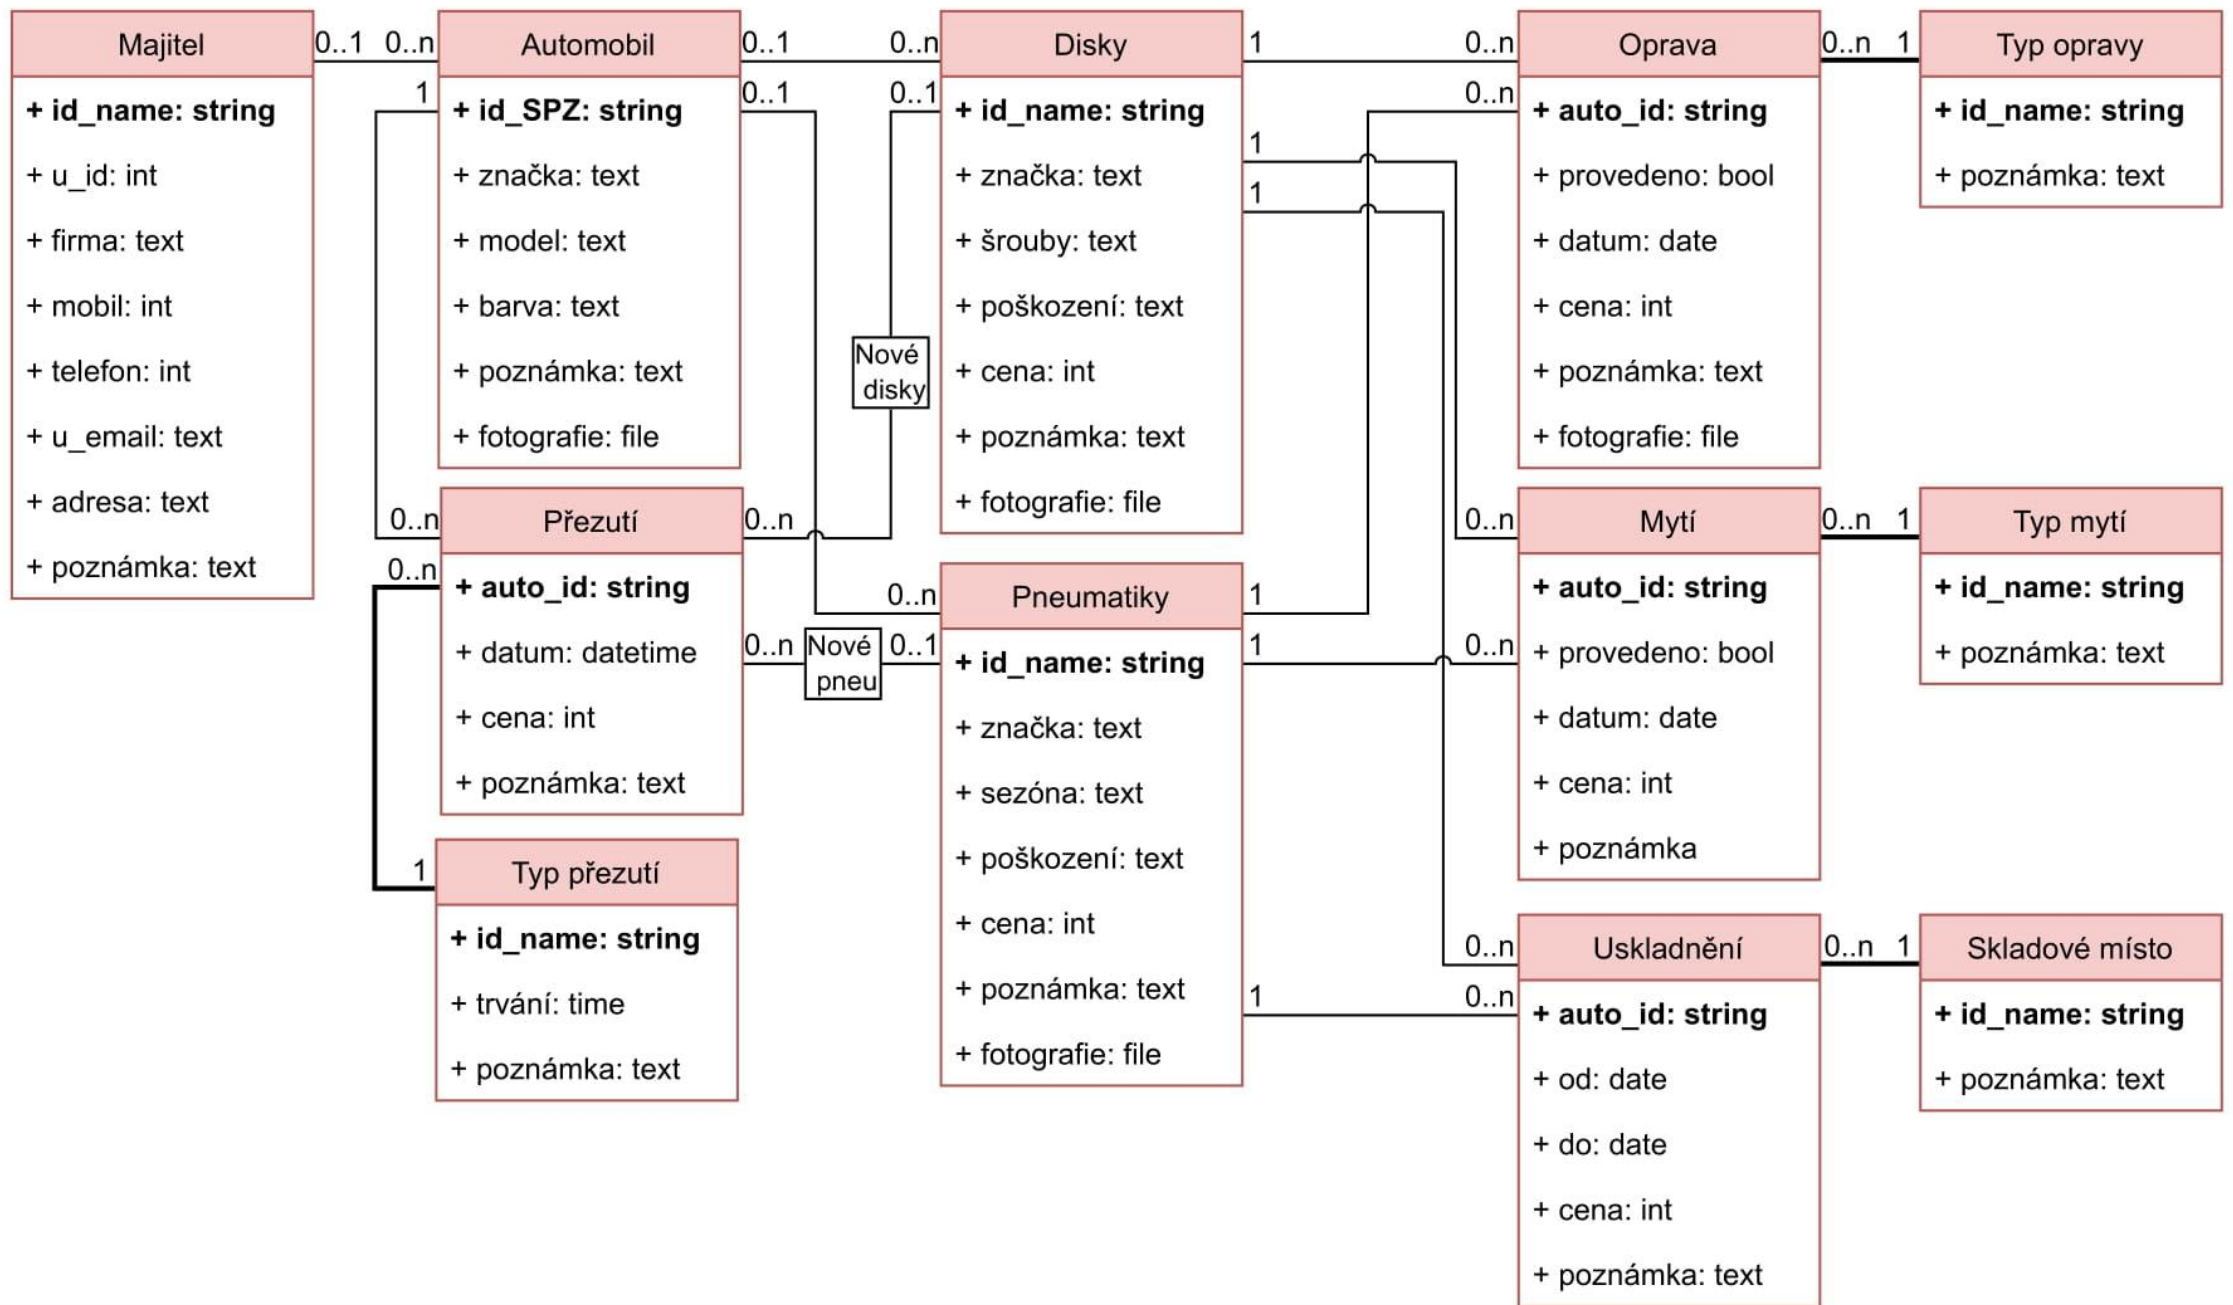 Majitel
+ id_name: string
+ u_id: int
+ firma: text
+ mobil: int
+ telefon: int
+ u_email: text
+ adresa: text
+ poznámka: text
0..1 0..n
Automobil
+ id_SPZ: string
+ značka: text
+ model: text
+ barva: text
+ poznámka: text
+ fotografie: file
0..1
0..n
0..1
0..1
1
0..n
Přezutí
+ auto_id: string
+ datum: datetime
+ cena: int
+ poznámka: text
0..n
0..n
0..n
1
Typ přezutí
+ id_name: string
+ trvání: time
+ poznámka: text
Nové
disky
Nové
pneu
0..1
0..n
Disky
+ id_name: string
+ značka: text
+ šrouby: text
+ poškození: text
+ cena: int
+ poznámka: text
+ fotografie: file
1
1
1
Pneumatiky
+ id_name: string
+ značka: text
+ sezóna: text
+ poškození: text
+ cena: int
+ poznámka: text
+ fotografie: file
1
1
1
0..n
0..n
Oprava
+ auto_id: string
+ provedeno: bool
+ datum: date
+ cena: int
+ poznámka: text
+ fotografie: file
0..n 1
Typ opravy
+ id_name: string
+ poznámka: text
0..n
0..n
Mytí
+ auto_id: string
+ provedeno: bool
+ datum: date
+ cena: int
+ poznámka
0..n 1
Typ mytí
+ id_name: string
+ poznámka: text
0..n
0..n
Uskladnění
+ auto_id: string
+ od: date
+ do: date
+ cena: int
+ poznámka: text
0..n 1
Skladové místo
+ id_name: string
+ poznámka: text